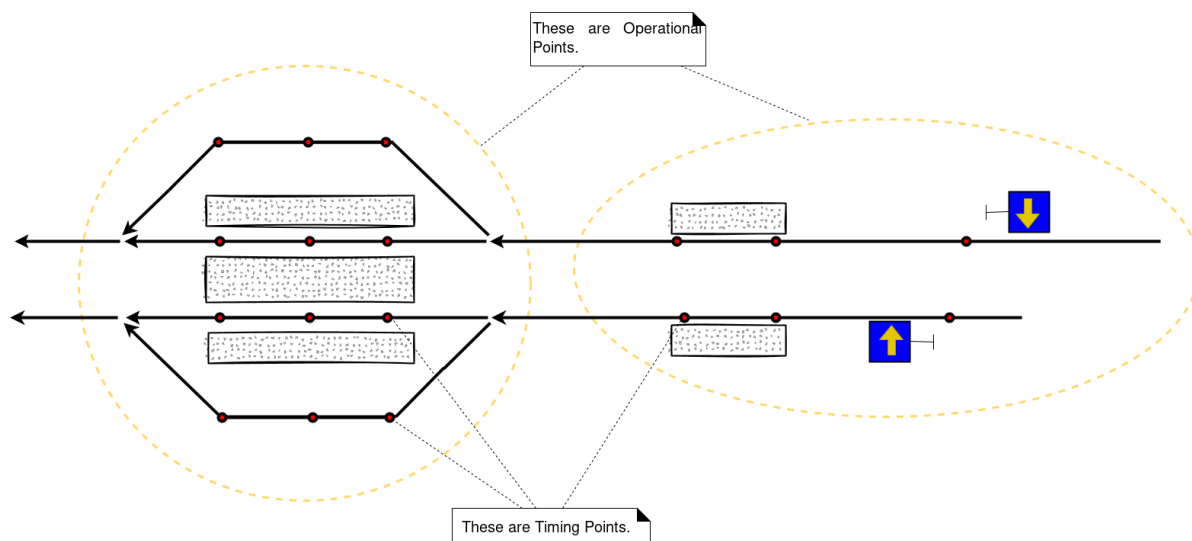 These are Operational
Points.
These are Timing Points.